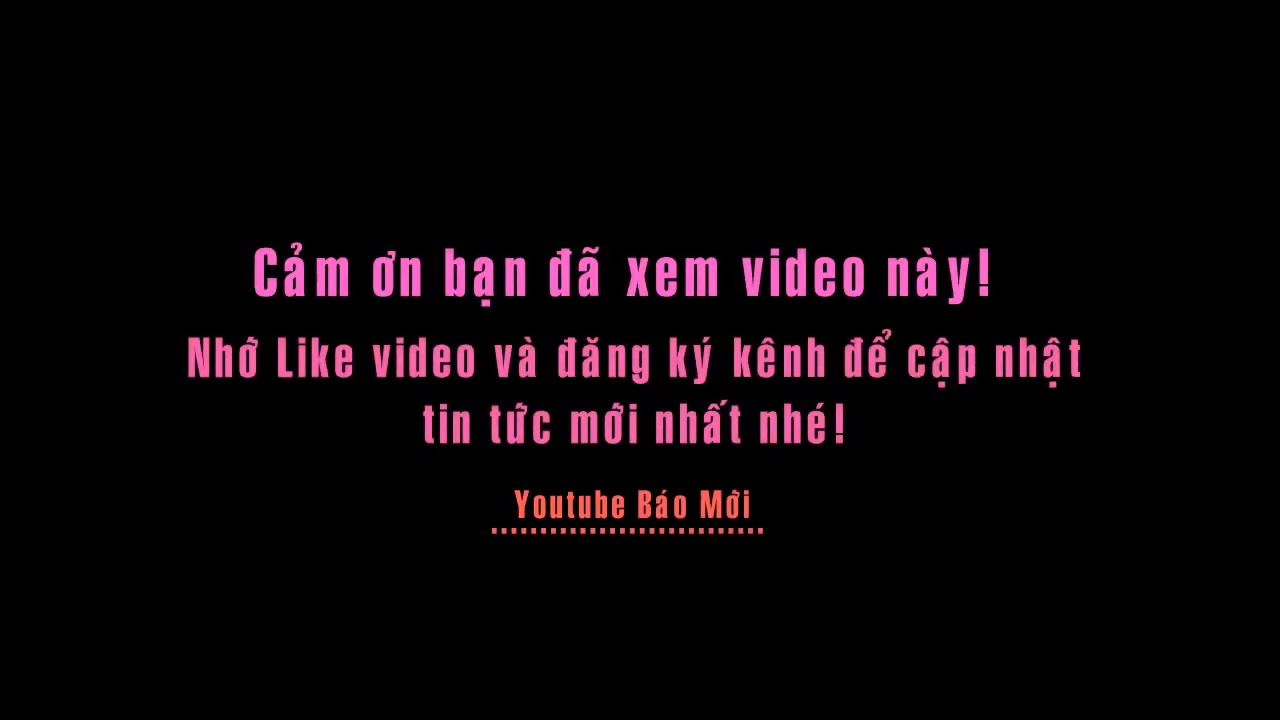 Cảm ơn bạn đã xem video này!
Nhớ Like video và đăng ký kênh để cập nhật
tin tức mới nhất nhé!
Youtube Báo Mới